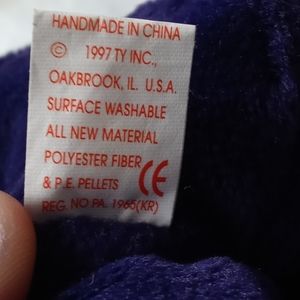 HANDMADE IN CHINA
© 1997 TY INC.,
OAKBROOK, IL. U.S.A.
SURFACE WASHABLE
ALL NEW MATERIAL
POLYESTER FIBER
& P.E. PELLETS CE
REG. NO PA. 1965(KR)